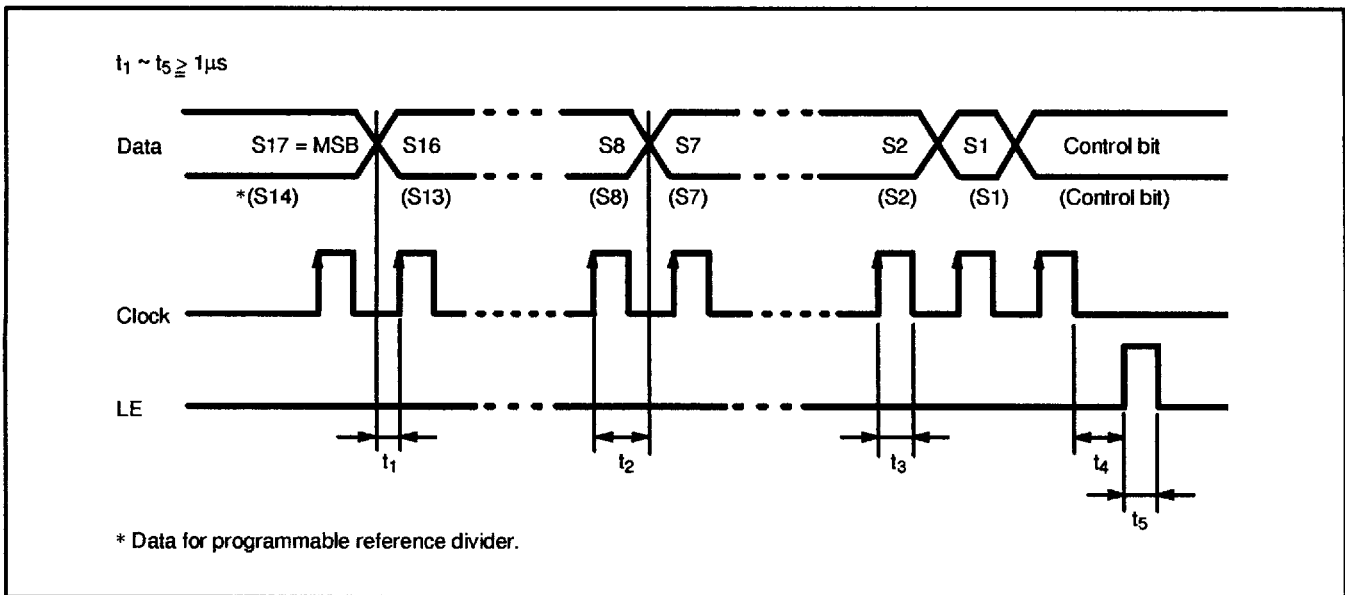 t1 ~ t5 ≧ 1µs
Data S17 = MSB S16 S8 S7 S2 S1 Control bit
*(S14) (S13) (S8) (S7) (S2) (S1) (Control bit)
Clock
LE
t1 t2 t3 t4
t5
* Data for programmable reference divider.